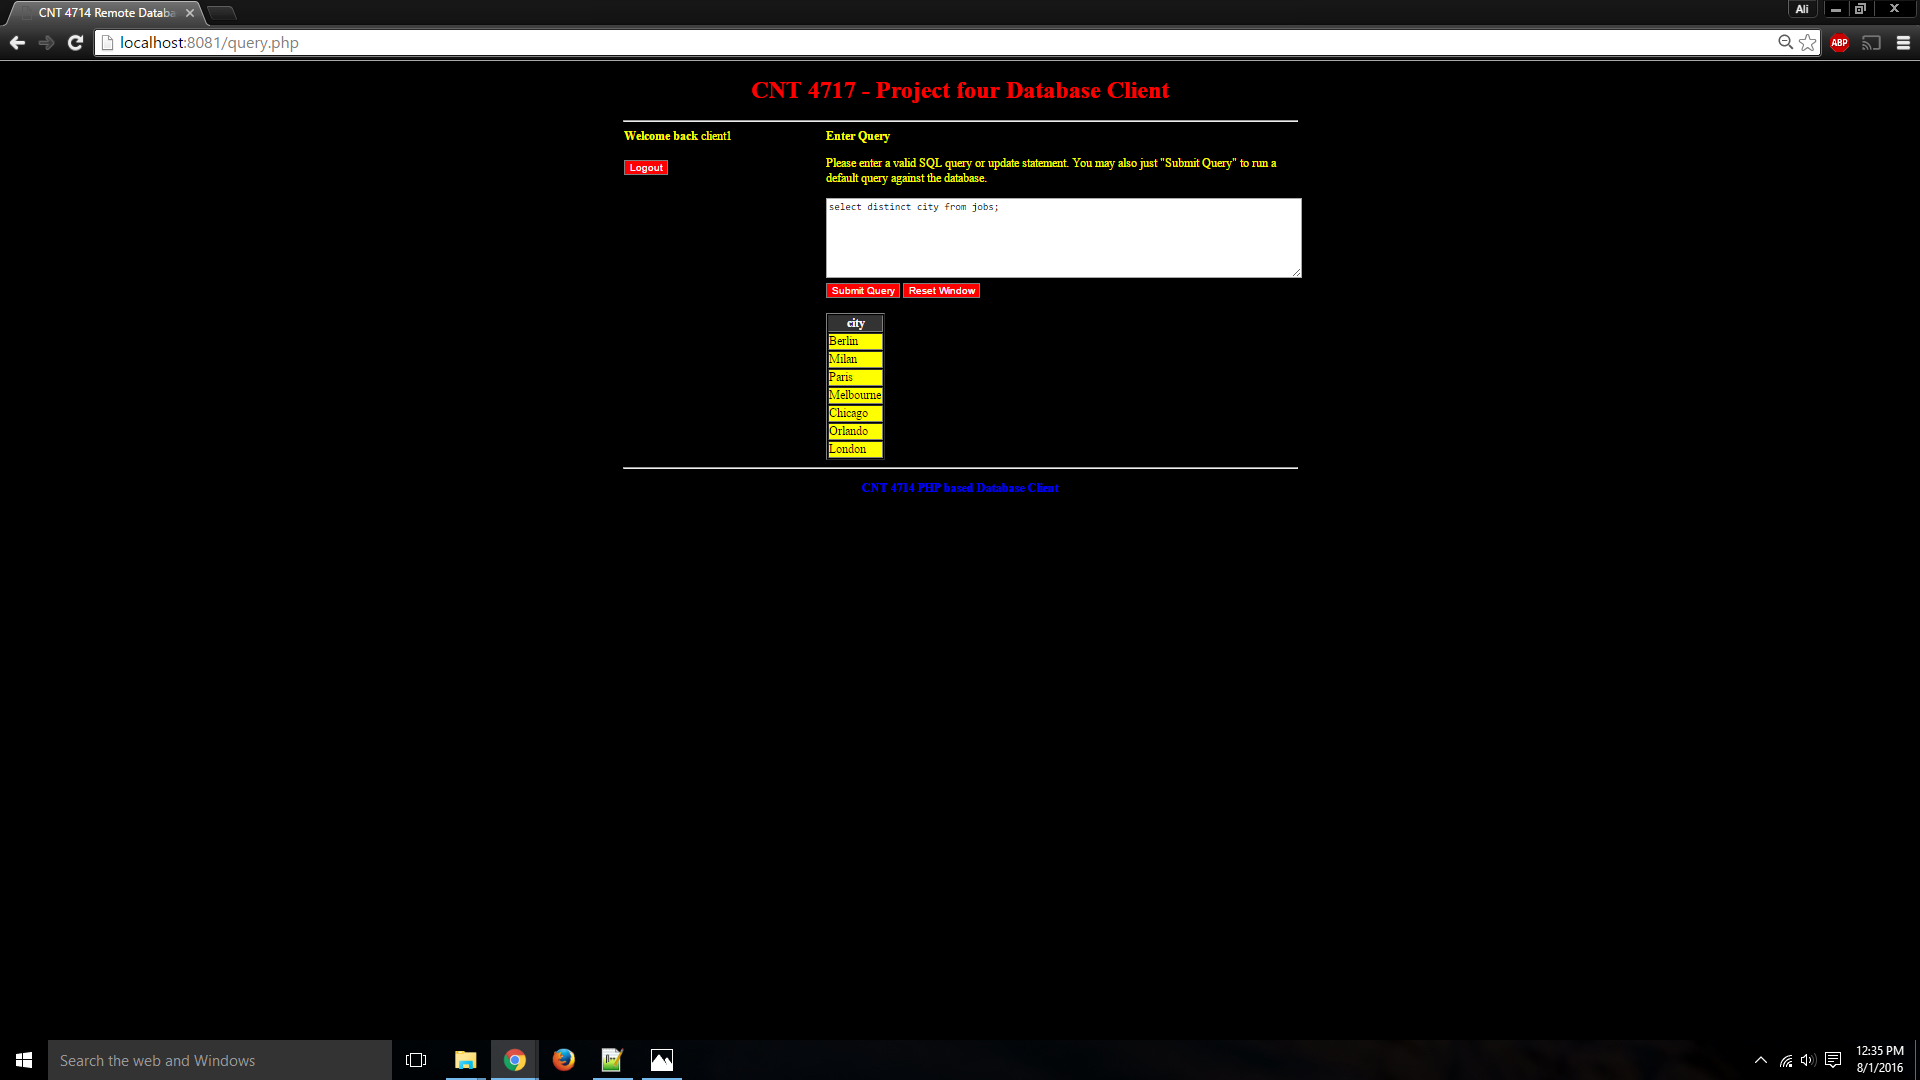 CNT 4714 Remote Databa
Ali
localhost:8081/query.php
ABP
CNT 4717 - Project four Database Client
Welcome back client1
Logout
Enter Query
Please enter a valid SQL query or update statement. You may also just "Submit Query" to run a
default query against the database.
select distinct city from jobs;
Submit Query Reset Window
city
Berlin
Milan
Paris
Melbourne
Chicago
Orlando
London
CNT 4714 PHP based Database Client
Search the web and Windows
12:35 PM
8/1/2016